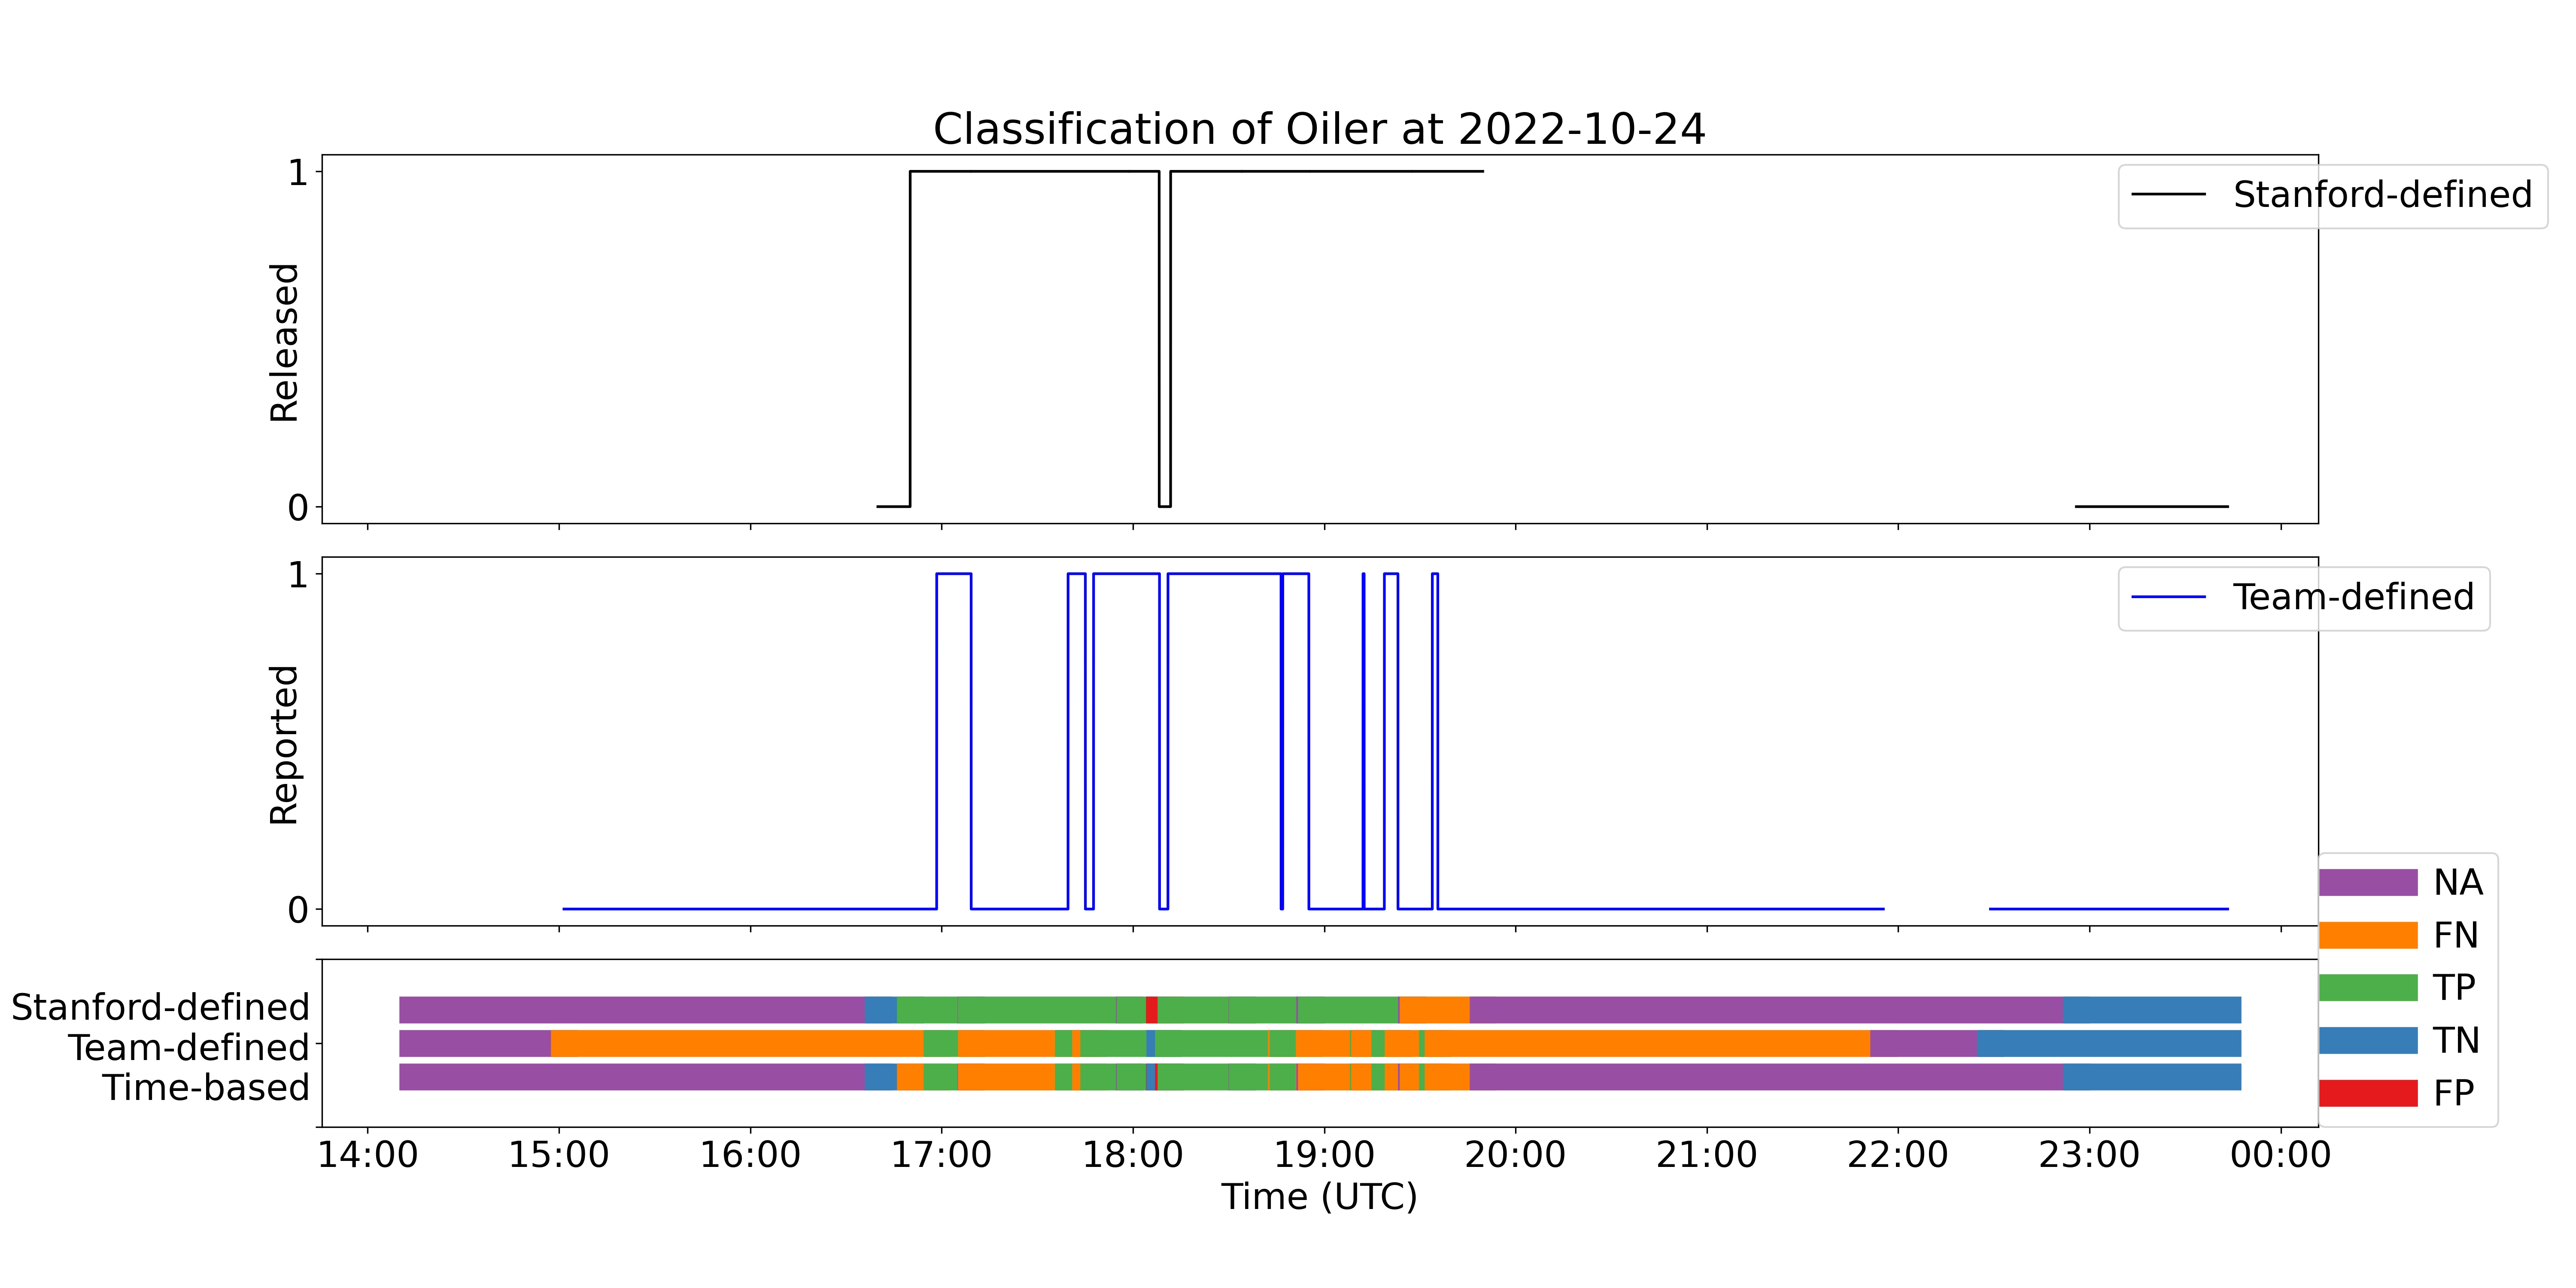 Classification of Oiler at 2022-10-24
1
Released
0
Stanford-defined
1
Reported
0
Team-defined
Stanford-defined
Team-defined
Time-based
NA
FN
TP
TN
FP
14:00 15:00 16:00 17:00 18:00 19:00 20:00 21:00 22:00 23:00 00:00
Time (UTC)